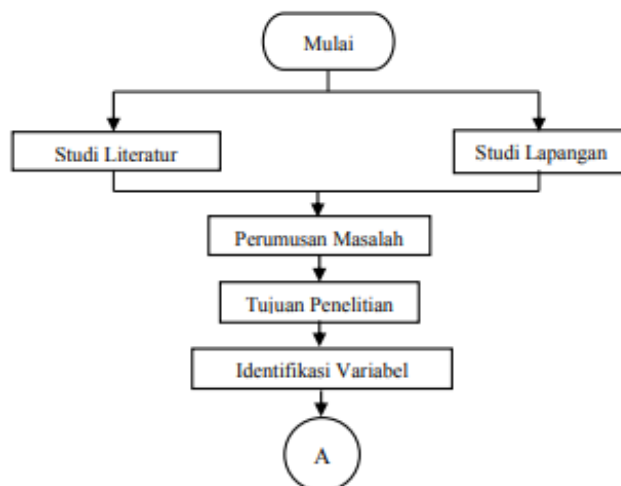 Mulai
Studi Literatur
Studi Lapangan
Perumusan Masalah
Tujuan Penelitian
Identifikasi Variabel
A